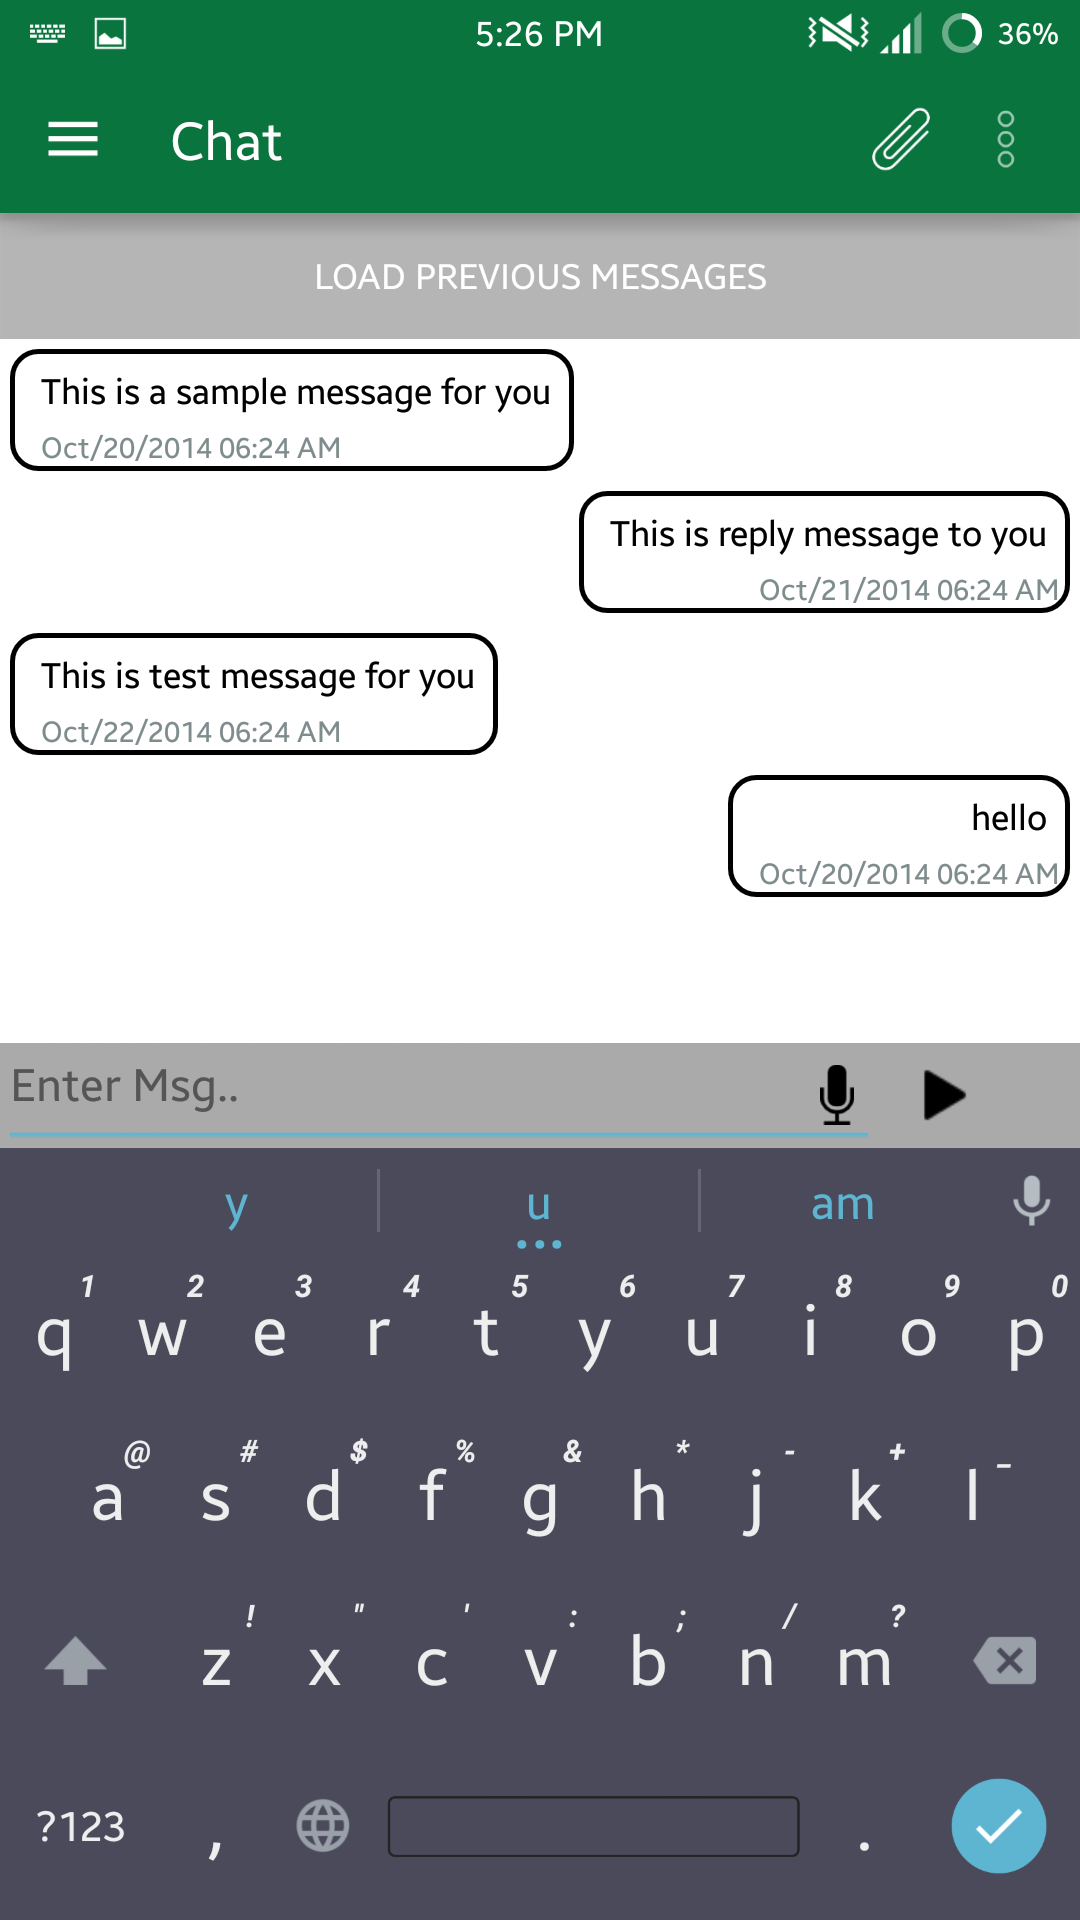 5:26 PM 36%
Chat
LOAD PREVIOUS MESSAGES
This is a sample message for you
Oct/20/2014 06:24 AM
This is reply message to you
Oct/21/2014 06:24 AM
This is test message for you
Oct/22/2014 06:24 AM
hello
Oct/20/2014 06:24 AM
Enter Msg..
y u am
1 2 3 4 5 6 7 8 9 0
q w e r t y u i o p
@ # $ % & * - + _
a s d f g h j k l
! " ' : ; / ?
z x c v b n m
?123 , .